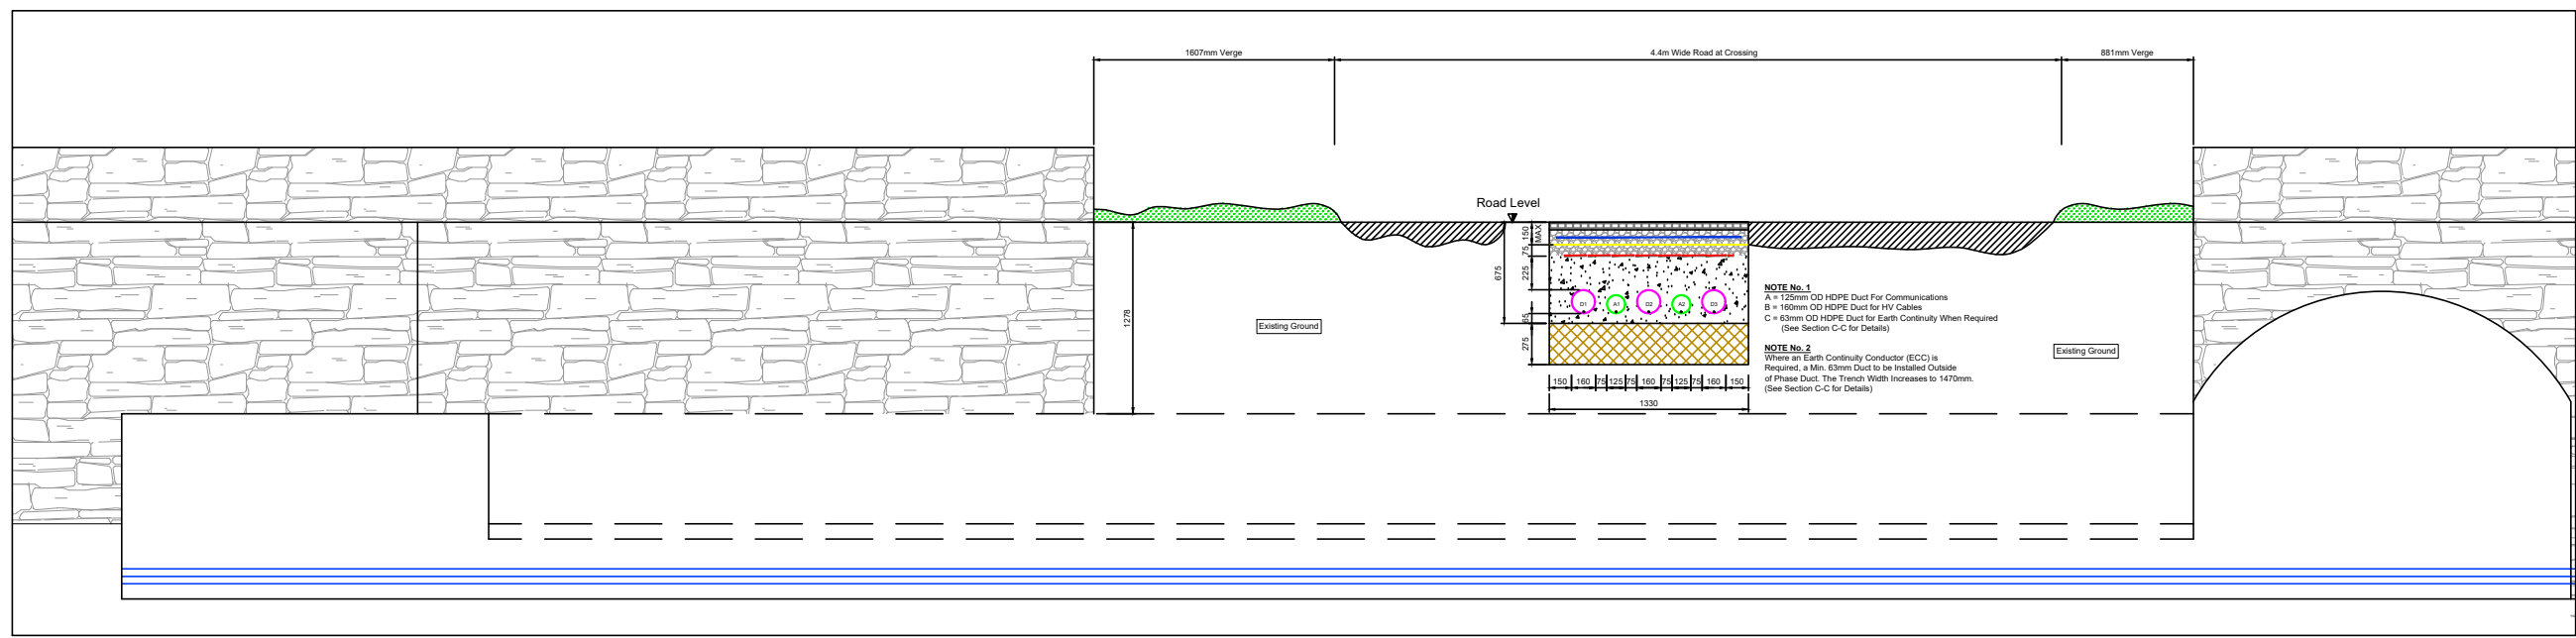 1607mm Verge
4.4m Wide Road at Crossing
881mm Verge
Road Level
150
MAX
75
225
675
65
275
1278
D1
A1
D2
A2
D3
Existing Ground
NOTE No. 1
A = 125mm OD HDPE Duct For Communications
B = 160mm OD HDPE Duct for HV Cables
C = 63mm OD HDPE Duct for Earth Continuity When Required
(See Section C-C for Details)
NOTE No. 2
Where an Earth Continuity Conductor (ECC) is
Required, a Min. 63mm Duct to be Installed Outside
of Phase Duct. The Trench Width Increases to 1470mm.
(See Section C-C for Details)
Existing Ground
150 160 75 125 75 160 75 125 75 160 150
1330